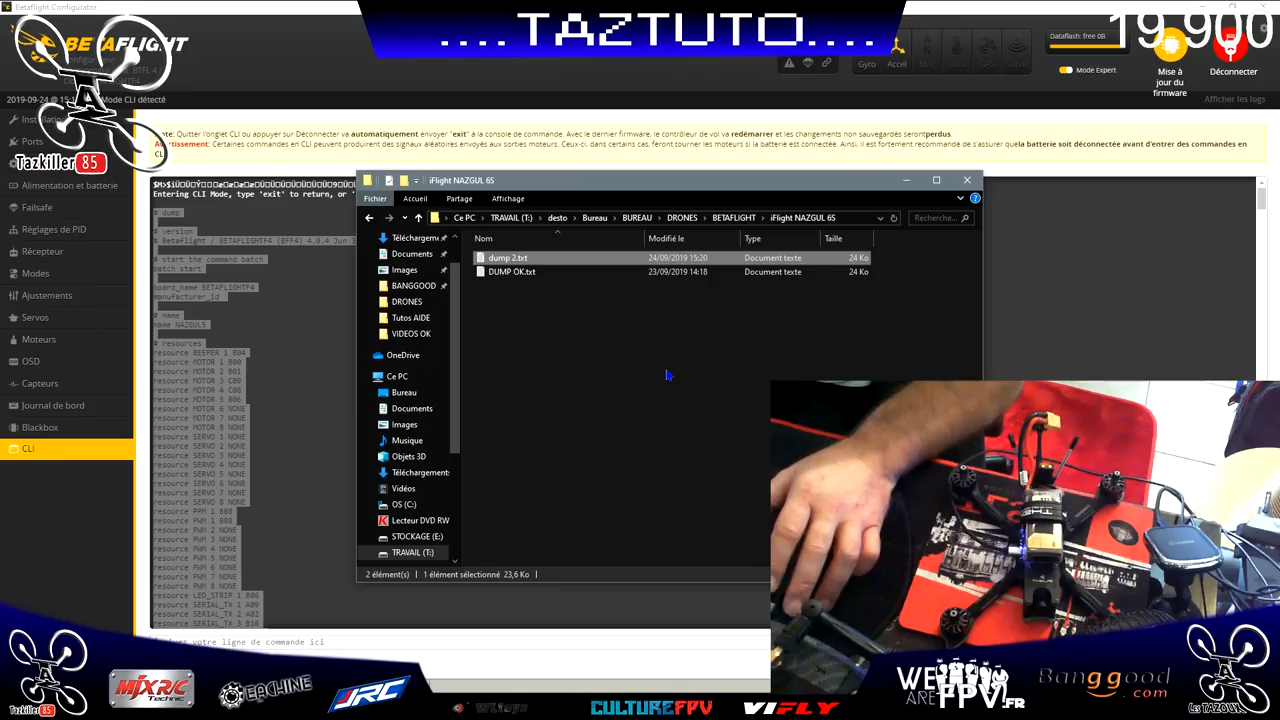 Betaflight Configurator
BETAFLIGHT
....TAZTUTO....
19,900
Dataflash: free 0B
Gyro
Accel
Mode Expert
Mise à
jour du
firmware
Déconnecter
Mode CLI détecté
Afficher les logs
Note: Quitter l'onglet CLI ou appuyer sur Déconnecter va automatiquement envoyer "exit" à la console de commande. Avec le dernier firmware, le contrôleur de vol va redémarrer et les changements non sauvegardés serontperdus.
Avertissement: Certaines commandes en CLI peuvent produirent des signaux aléatoires envoyés aux sorties moteurs. Ceux-ci, dans certains cas, feront tourner les moteurs si la batterie est connectée. Ainsi, il est fortement recommandé de s'assurer que la batterie soit déconnectée avant d'entrer des commandes en
CLI
Ports
Tazkiller 85
Alimentation et batterie
Failsafe
Réglages de PID
Récepteur
Modes
Ajustements
Servos
Moteurs
OSD
Capteurs
Journal de bord
Blackbox
CLI
Entering CLI Mode, type 'exit' to return, or '
# dump
# version
# Betaflight / BETAFLIGHTF4 (BFF4) 4.0.4 Jun 3
# start the command batch
batch start
board_name BETAFLIGHTF4
manufacturer_id
# name
name NAZGUL5
# resources
resource BEEPER 1 B04
resource MOTOR 1 B00
resource MOTOR 2 B01
resource MOTOR 3 C09
resource MOTOR 4 C08
resource MOTOR 5 B06
resource MOTOR 6 NONE
resource MOTOR 7 NONE
resource MOTOR 8 NONE
resource SERVO 1 NONE
resource SERVO 2 NONE
resource SERVO 3 NONE
resource SERVO 4 NONE
resource SERVO 5 NONE
resource SERVO 6 NONE
resource SERVO 7 NONE
resource SERVO 8 NONE
resource PPM 1 B08
resource PWM 1 B08
resource PWM 2 NONE
resource PWM 3 NONE
resource PWM 4 NONE
resource PWM 5 NONE
resource PWM 6 NONE
resource PWM 7 NONE
resource PWM 8 NONE
resource LED_STRIP 1 B06
resource SERIAL_TX 1 A09
resource SERIAL_TX 2 A02
resource SERIAL_TX 3 B10
votre ligne de commande ici
iFlight NAZGUL 6S
Fichier Accueil Partage Affichage
Ce PC > TRAVAIL (T:) > desto > Bureau > BUREAU > DRONES > BETAFLIGHT > iFlight NAZGUL 6S
Recherche...
Nom Modifié le Type Taille
dump 2.txt 24/09/2019 15:20 Document texte 24 Ko
DUMP OK.txt 23/09/2019 14:18 Document texte 24 Ko
Téléchargeme
Documents
Images
BANGGOOD
DRONES
Tutos AIDE
VIDEOS OK
OneDrive
Ce PC
Bureau
Documents
Images
Musique
Objets 3D
Téléchargement
Vidéos
OS (C:)
Lecteur DVD RW
STOCKAGE (E:)
TRAVAIL (T:)
2 élément(s) 1 élément sélectionné 23,6 Ko
Tazkiller 85
MJXR/C
Technic
EACHINE
JJRC
WLtoys
CULTUREFPV
VIFLY
WE
ARE
FPV.FR
Banggood
.com
Les TAZOUX